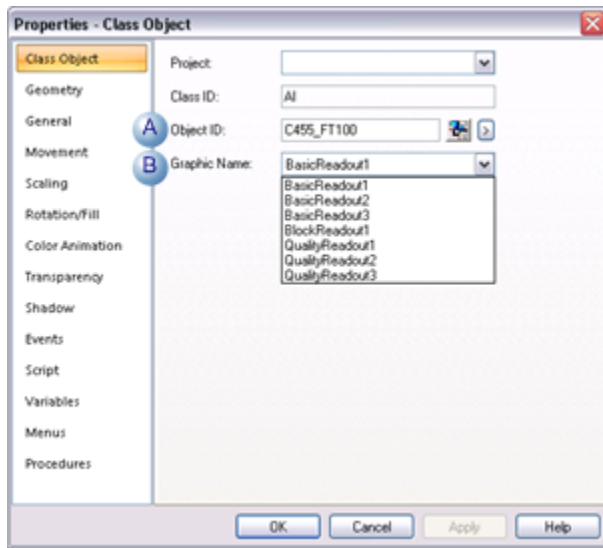 Properties - Class Object
Class Object
Geometry
General
Movement
Scaling
Rotation/Fill
Color Animation
Transparency
Shadow
Events
Script
Variables
Menus
Procedures
Project:
Class ID: AI
A Object ID: C455_FT100
B Graphic Name: BasicReadout1
BasicReadout1
BasicReadout2
BasicReadout3
BlockReadout1
QualityReadout1
QualityReadout2
QualityReadout3
OK Cancel Apply Help